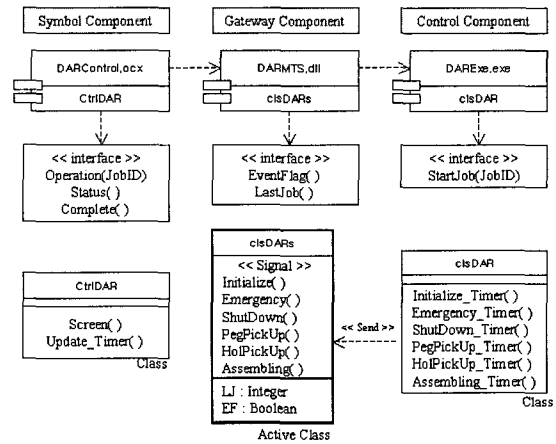 Symbol Component
Gateway Component
Control Component
DARControl,ocx
DARMTS,dll
DARExe,exe
CtrlDAR
clsDARs
clsDAR
<< interface >>
Operation(JobID)
Status( )
Complete( )
<< interface >>
EventFlag( )
LastJob( )
<< interface >>
StartJob(JobID)
CtrlDAR
Screen( )
Update_Timer( )
Class
clsDARs
<< Signal >>
Initialize( )
Emergency( )
ShutDown( )
PegPickUp( )
HolPickUp( )
Assembling( )
LJ : Integer
EF : Boolean
Active Class
<< Send >>
clsDAR
Initialize_Timer( )
Emergency_Timer( )
ShutDown_Timer( )
PegPickUp_Timer( )
HolPickUp_Timer( )
Assembling_Timer( )
Class